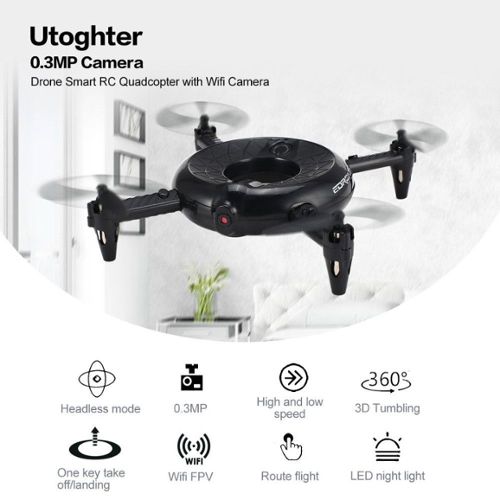 Utoghter
0.3MP Camera
Drone Smart RC Quadcopter with Wifi Camera
Headless mode
0.3MP
High and low
speed
360°
3D Tumbling
One key take
off/landing
WIFI
Wifi FPV
Route flight
LED night light